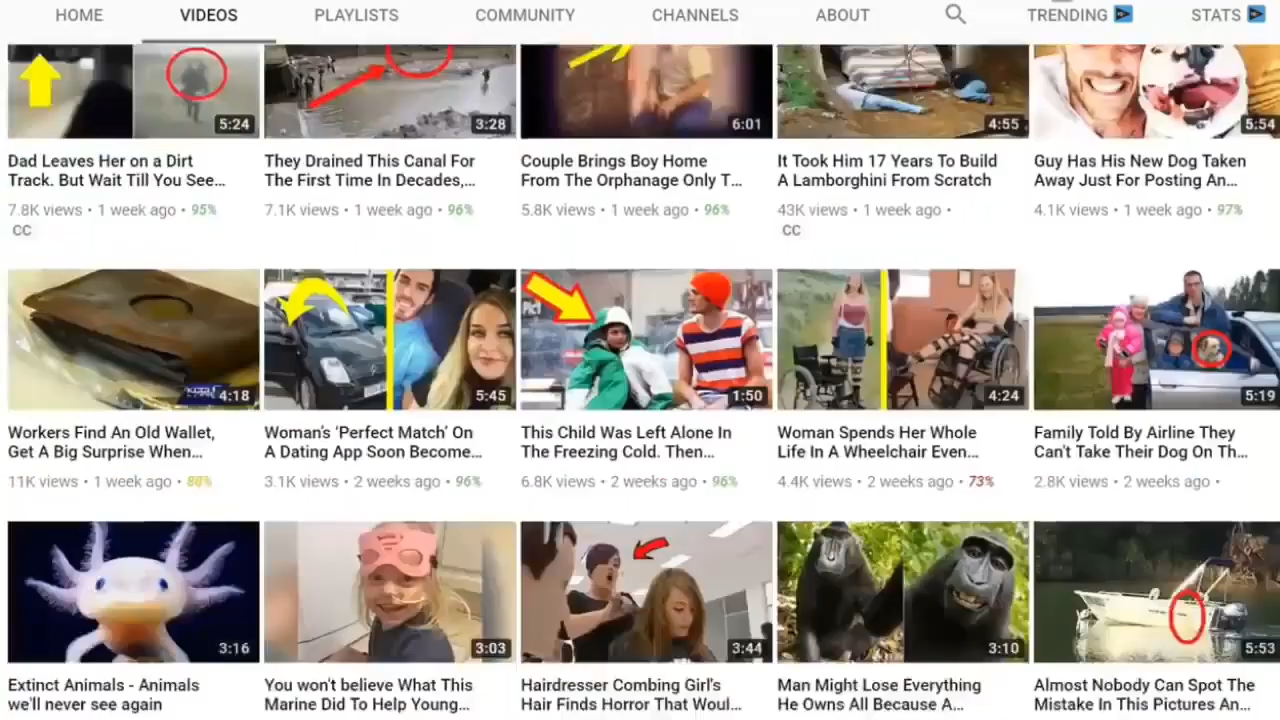 HOME VIDEOS PLAYLISTS COMMUNITY CHANNELS ABOUT TRENDING STATS
5:24 3:28 6:01 4:55 5:54
Dad Leaves Her on a Dirt
Track. But Wait Till You See...
7.8K views • 1 week ago • 95%
CC
They Drained This Canal For
The First Time In Decades,...
7.1K views • 1 week ago • 96%
Couple Brings Boy Home
From The Orphanage Only T...
5.8K views • 1 week ago • 96%
It Took Him 17 Years To Build
A Lamborghini From Scratch
43K views • 1 week ago •
CC
Guy Has His New Dog Taken
Away Just For Posting An...
4.1K views • 1 week ago • 97%
4:18 5:45 1:50 4:24 5:19
Workers Find An Old Wallet,
Get A Big Surprise When...
11K views • 1 week ago • 88%
Woman's 'Perfect Match' On
A Dating App Soon Become...
3.1K views • 2 weeks ago • 96%
This Child Was Left Alone In
The Freezing Cold. Then...
6.8K views • 2 weeks ago • 96%
Woman Spends Her Whole
Life In A Wheelchair Even...
4.4K views • 2 weeks ago • 73%
Family Told By Airline They
Can't Take Their Dog On Th...
2.8K views • 2 weeks ago •
3:16 3:03 3:44 3:10 5:53
Extinct Animals - Animals
we'll never see again
You won't believe What This
Marine Did To Help Young...
Hairdresser Combing Girl's
Hair Finds Horror That Woul...
Man Might Lose Everything
He Owns All Because A...
Almost Nobody Can Spot The
Mistake In This Pictures An...